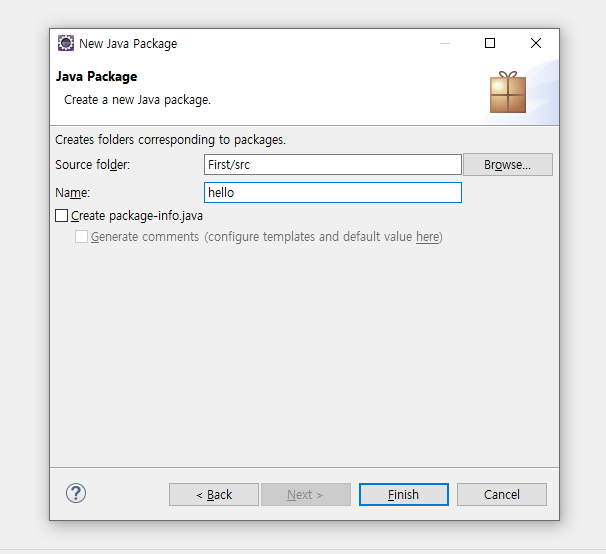 New Java Package
Java Package
Create a new Java package.
Creates folders corresponding to packages.
Source folder: First/src Browse...
Name: hello
Create package-info.java
Generate comments (configure templates and default value here)
? < Back Next > Finish Cancel